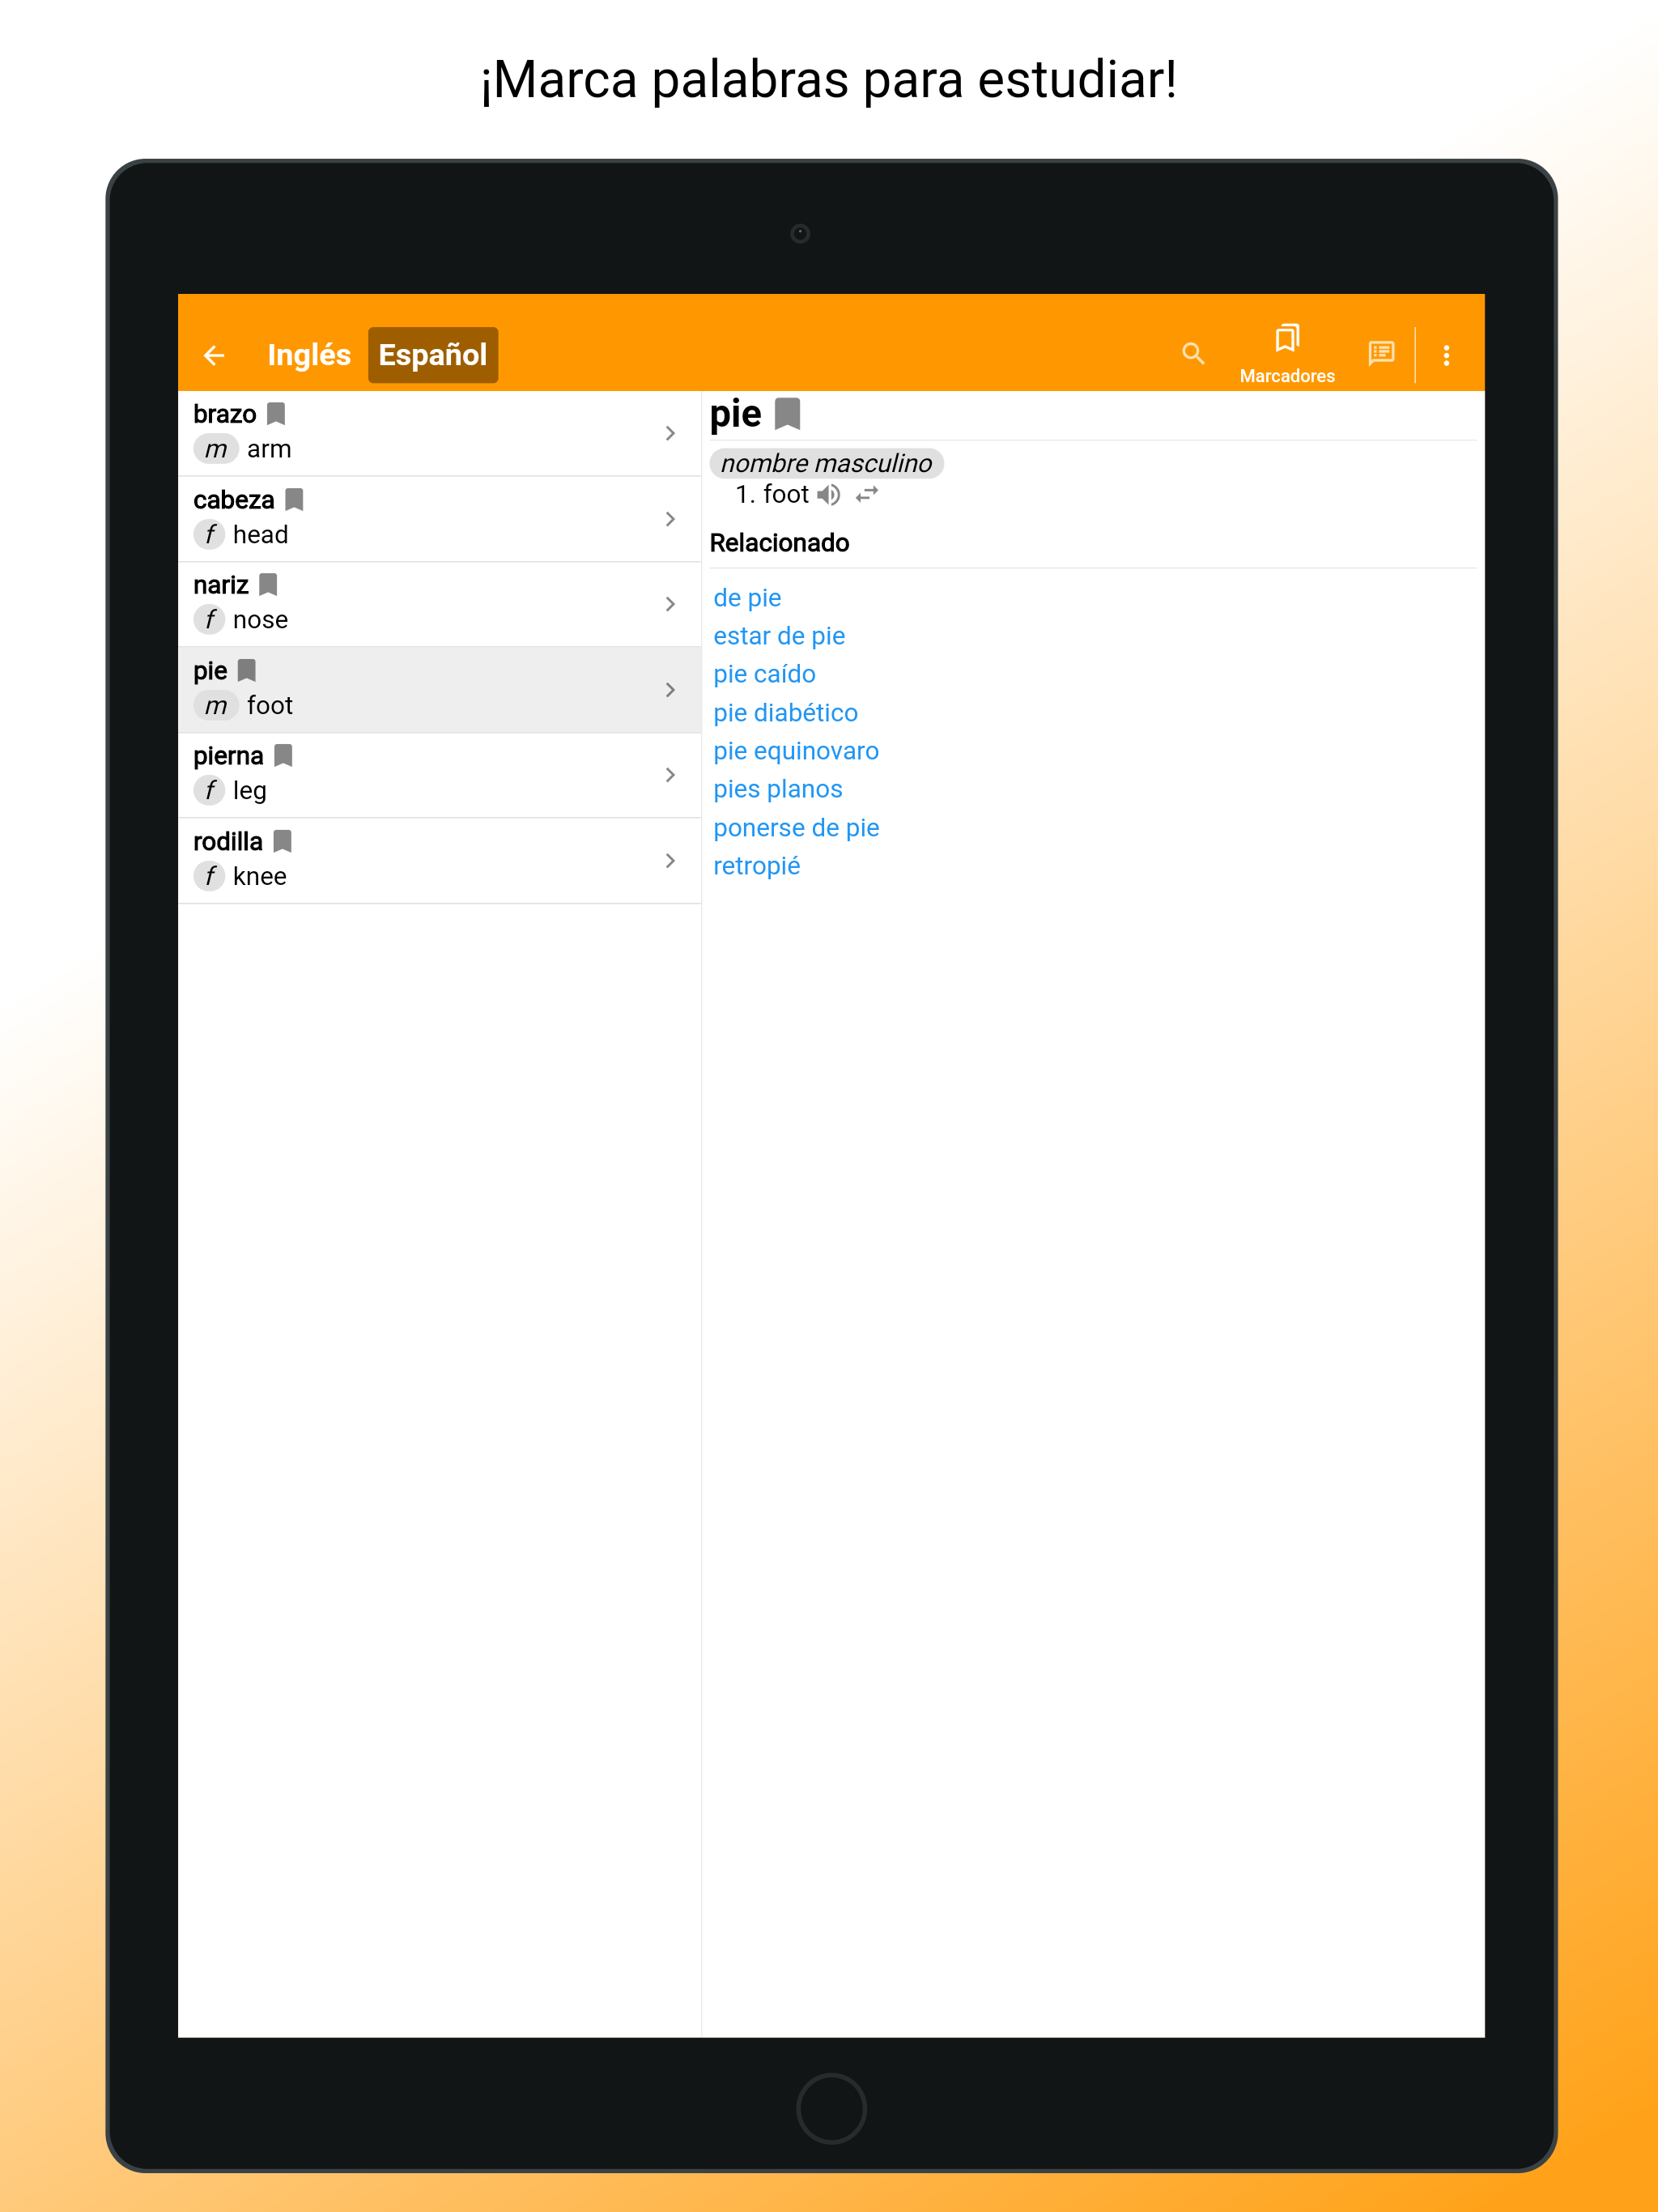 ¡Marca palabras para estudiar!
Inglés Español
Marcadores
brazo
m arm
cabeza
f head
nariz
f nose
pie
m foot
pierna
f leg
rodilla
f knee
pie
nombre masculino
1. foot
Relacionado
de pie
estar de pie
pie caído
pie diabético
pie equinovaro
pies planos
ponerse de pie
retropié